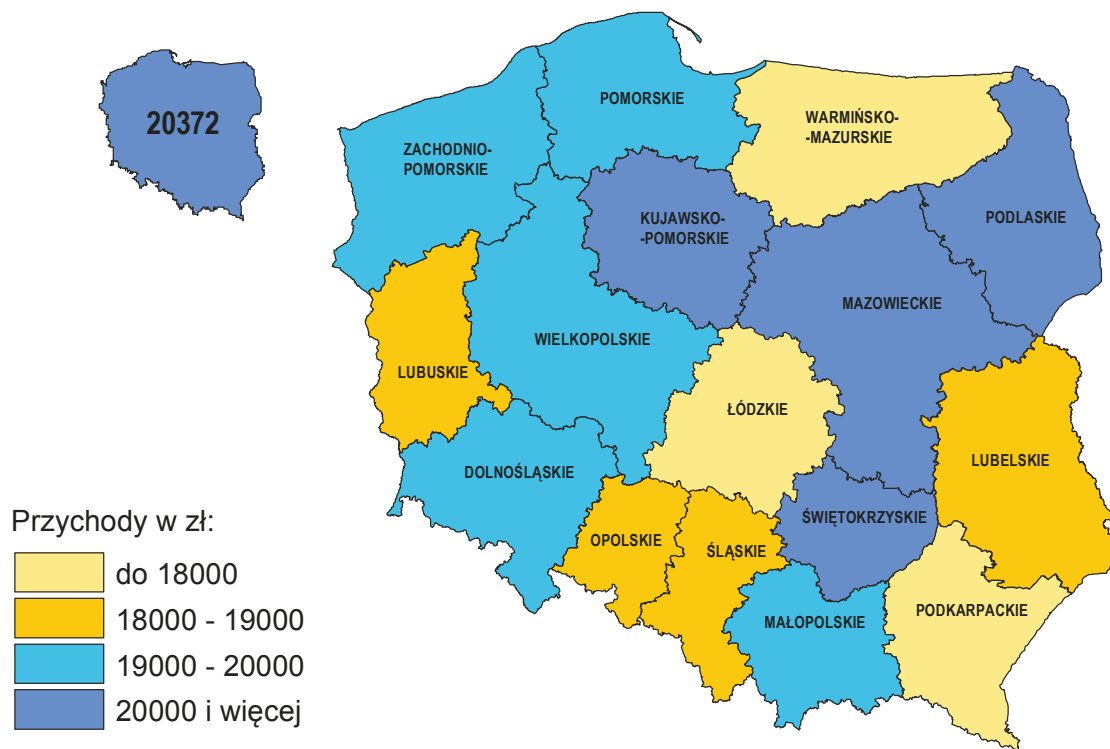 20372
POMORSKIE
WARMIŃSKO-
-MAZURSKIE
ZACHODNIO-
POMORSKIE
KUJAWSKO-
-POMORSKIE
PODLASKIE
MAZOWIECKIE
WIELKOPOLSKIE
LUBUSKIE
ŁÓDZKIE
LUBELSKIE
DOLNOŚLĄSKIE
ŚWIĘTOKRZYSKIE
OPOLSKIE
ŚLĄSKIE
PODKARPACKIE
MAŁOPOLSKIE
Przychody w zł:
do 18000
18000 - 19000
19000 - 20000
20000 i więcej